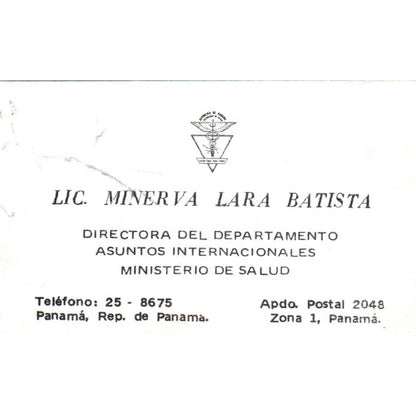 LIC. MINERVA LARA BATISTA
DIRECTORA DEL DEPARTAMENTO
ASUNTOS INTERNACIONALES
MINISTERIO DE SALUD
Teléfono: 25 - 8675
Panamá, Rep. de Panama.
Apdo. Postal 2048
Zona 1, Panamá.